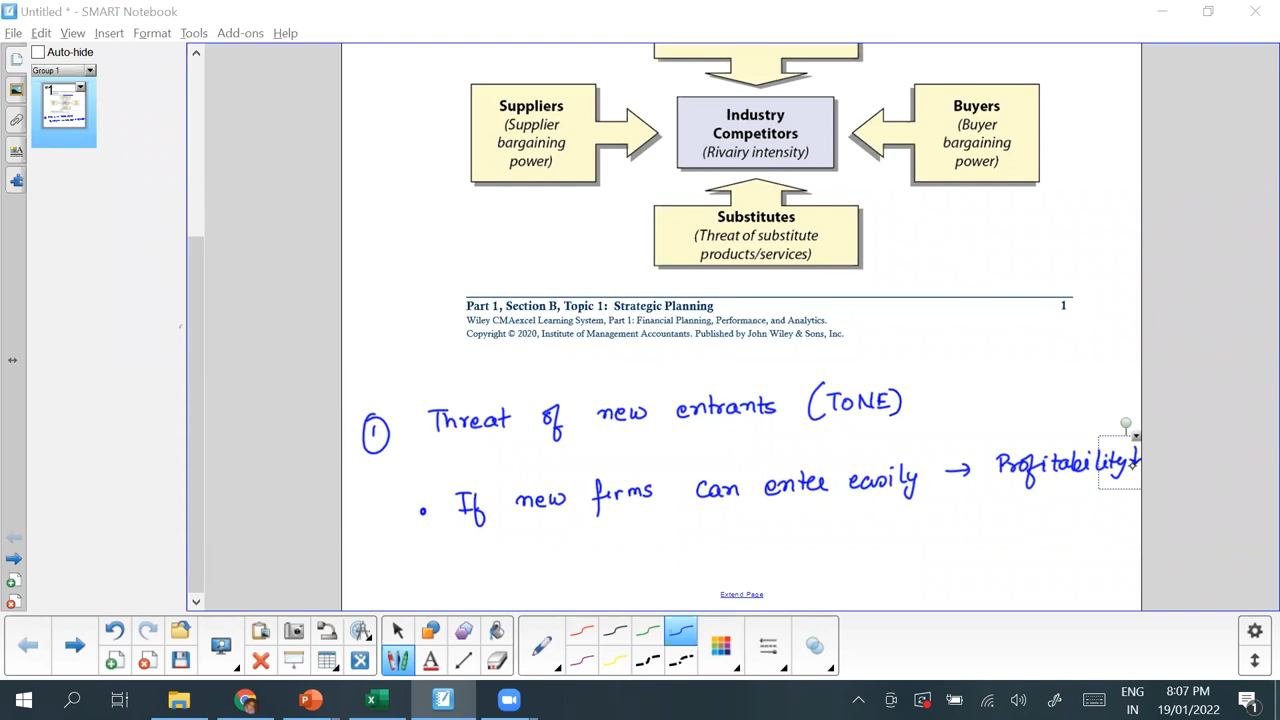 Untitled * - SMART Notebook
File Edit View Insert Format Tools Add-ons Help
Auto-hide
Group 1
Suppliers
(Supplier
bargaining
power)
Industry
Competitors
(Rivairy intensity)
Buyers
(Buyer
bargaining
power)
Substitutes
(Threat of substitute
products/services)
Part 1, Section B, Topic 1: Strategic Planning 1
Wiley CMAexcel Learning System, Part 1: Financial Planning, Performance, and Analytics.
Copyright © 2020, Institute of Management Accountants. Published by John Wiley & Sons, Inc.
① Threat of new entrants (TONE)
• If new firms can enter easily → Profitability↓
Extend Page
ENG
IN
8:07 PM
19/01/2022
1